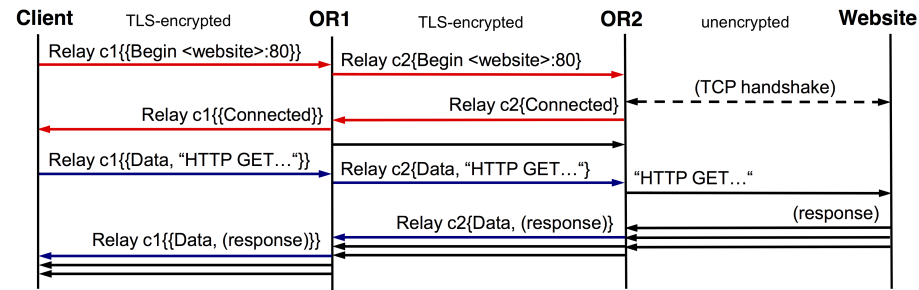 Client TLS-encrypted OR1 TLS-encrypted OR2 unencrypted Website
Relay c1{{Begin <website>:80}}
Relay c2{Begin <website>:80}
(TCP handshake)
Relay c2{Connected}
Relay c1{{Connected}}
Relay c1{{Data, “HTTP GET…“}}
Relay c2{Data, “HTTP GET…“}
“HTTP GET…“
(response)
Relay c2{Data, (response)}
Relay c1{{Data, (response)}}